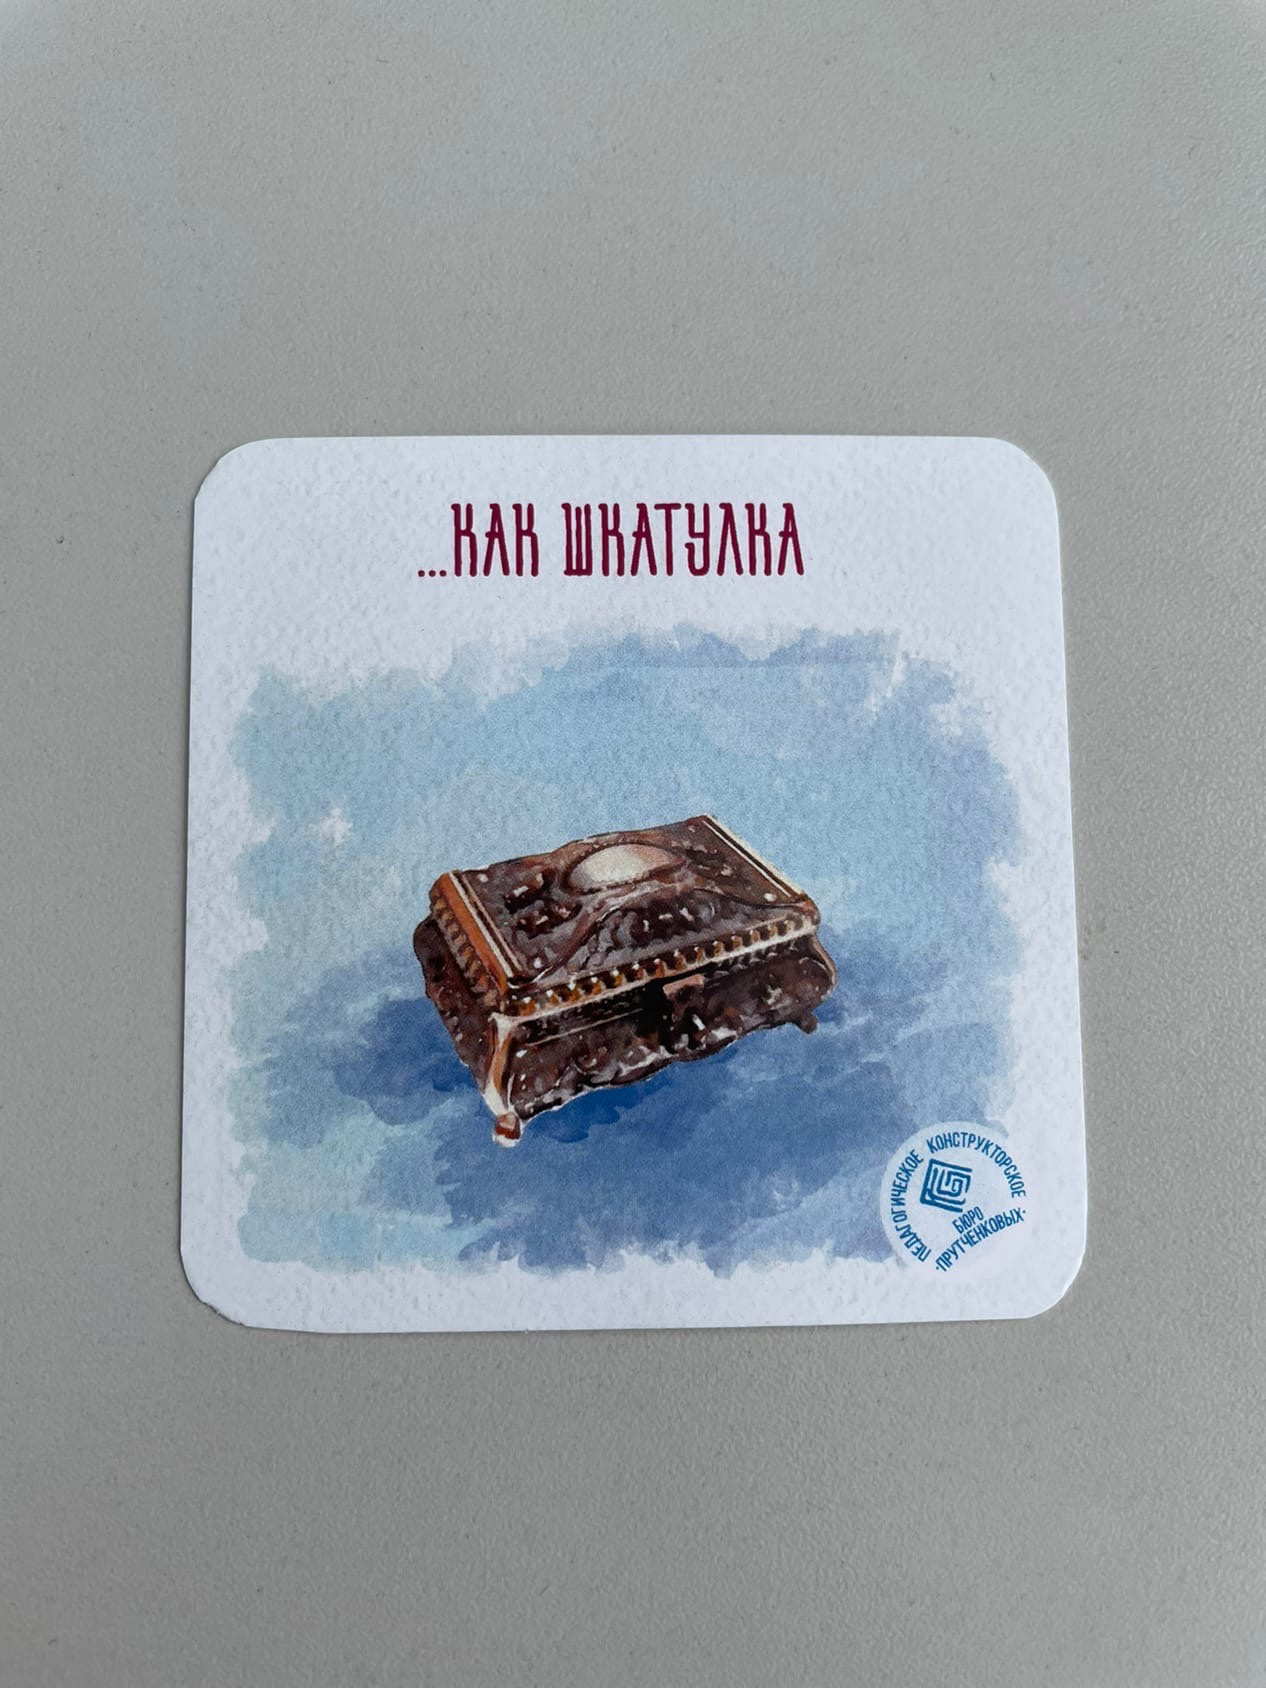 ...КАК ШКАТУЛКА
ПЕДАГОГИЧЕСКОЕ КОНСТРУКТОРСКОЕ
БЮРО
·ПРУТЧЕНКОВЫХ·